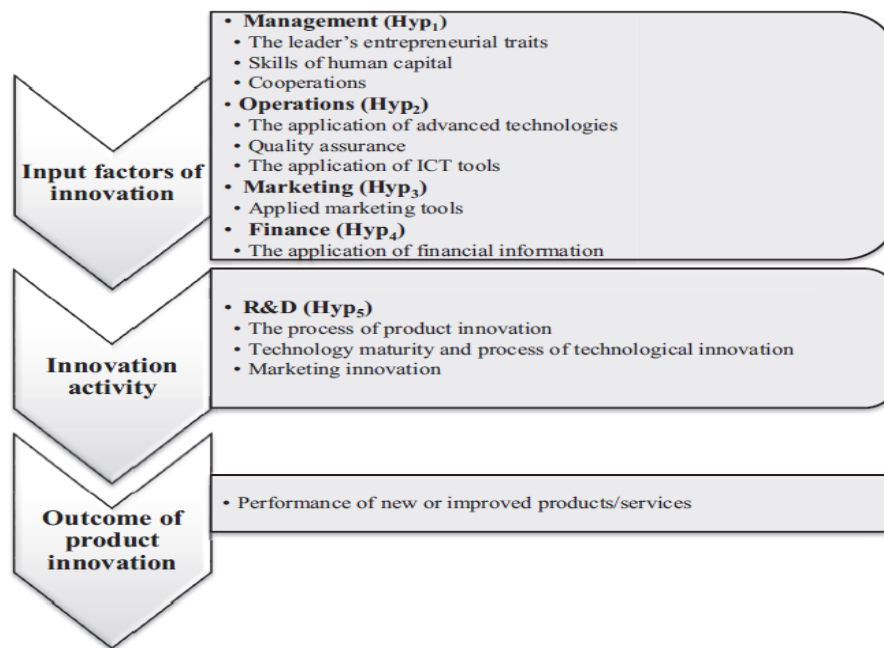 • Management (Hyp₁)
• The leader's entrepreneurial traits
• Skills of human capital
• Cooperations
• Operations (Hyp₂)
• The application of advanced technologies
• Quality assurance
• The application of ICT tools
• Marketing (Hyp₃)
• Applied marketing tools
• Finance (Hyp₄)
• The application of financial information
Input factors of
innovation
• R&D (Hyp₅)
• The process of product innovation
• Technology maturity and process of technological innovation
• Marketing innovation
Innovation
activity
• Performance of new or improved products/services
Outcome of
product
innovation